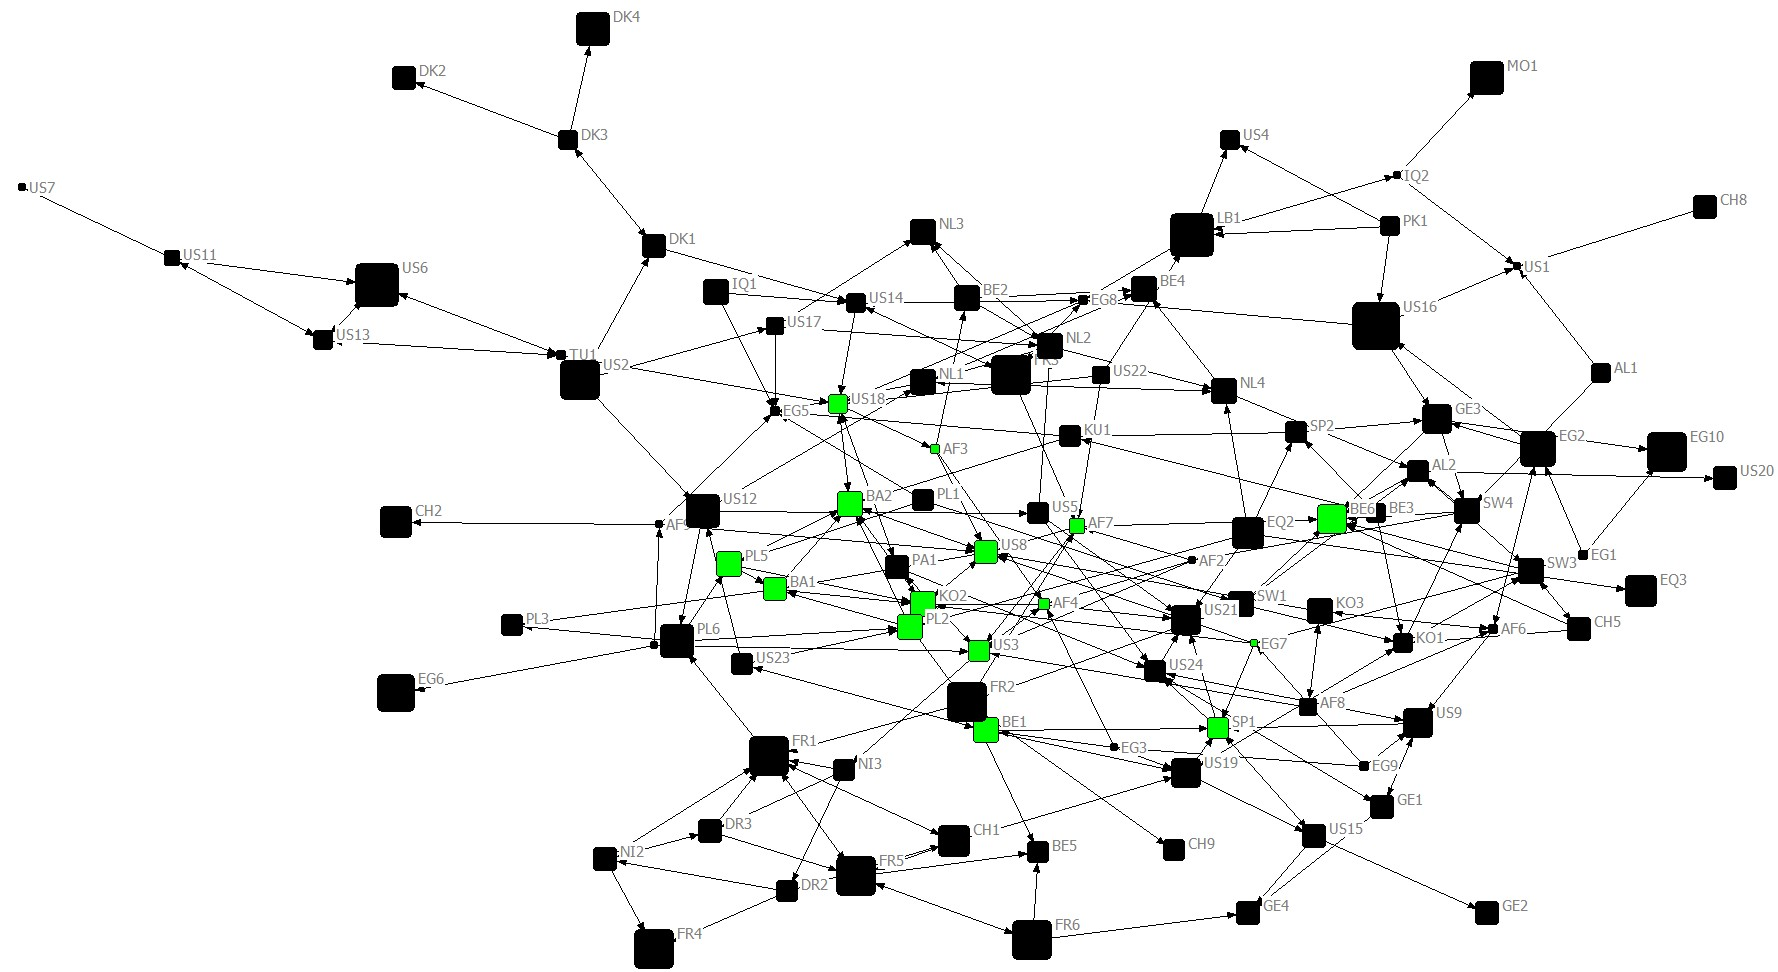 DK4
MO1
DK2
DK3
US4
IQ2
US7
CH8
LB1
PK1
NL3
DK1
US11
US6
US1
IQ1
BE2
BE4
US14
EG8
US16
US17
US13
NL2
TU1
US2
NL1
US22
AL1
NL4
US18
EG5
GE3
SP2
KU1
EG2
EG10
AF3
AL2
US20
BA2
PL1
US12
US5
SW4
BE6
BE3
CH2
AF9
AF7
EQ2
US8
PL5
PA1
AF2
EG1
SW3
BA1
EQ3
KO2
AF4
SW1
US21
KO3
PL3
PL2
CH5
AF6
PL6
KO1
US3
EG7
US23
US24
EG6
FR2
AF8
US9
BE1
SP1
FR1
EG3
NI3
US19
EG9
GE1
DR3
CH1
US15
NI2
FR5
BE5
CH9
DR2
GE4
GE2
FR4
FR6